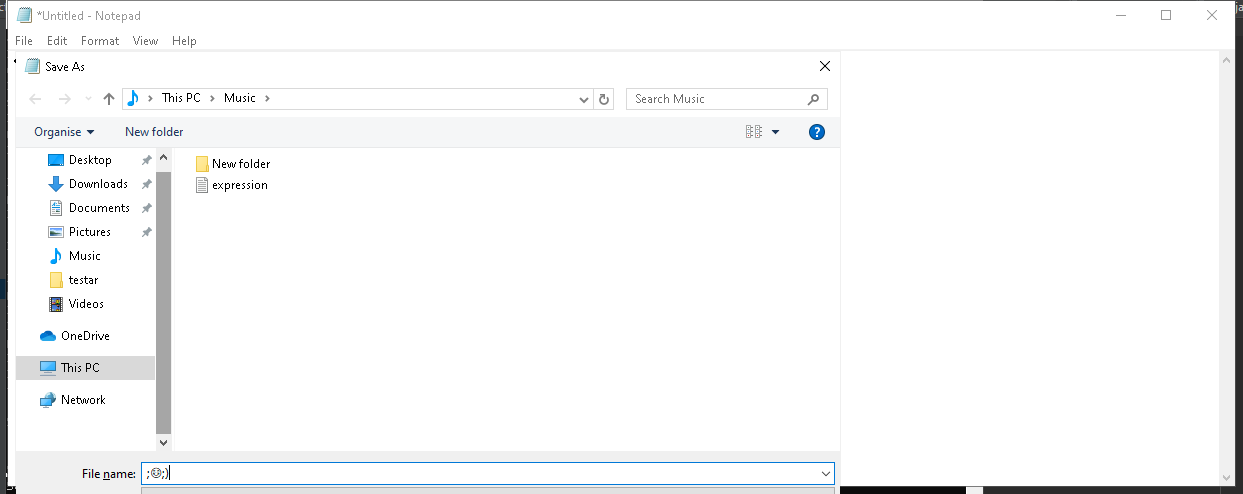 *Untitled - Notepad
File Edit Format View Help
Save As
This PC > Music >
Search Music
Organise New folder
Desktop
Downloads
Documents
Pictures
Music
testar
Videos
OneDrive
This PC
Network
New folder
expression
File name: ;☺;)